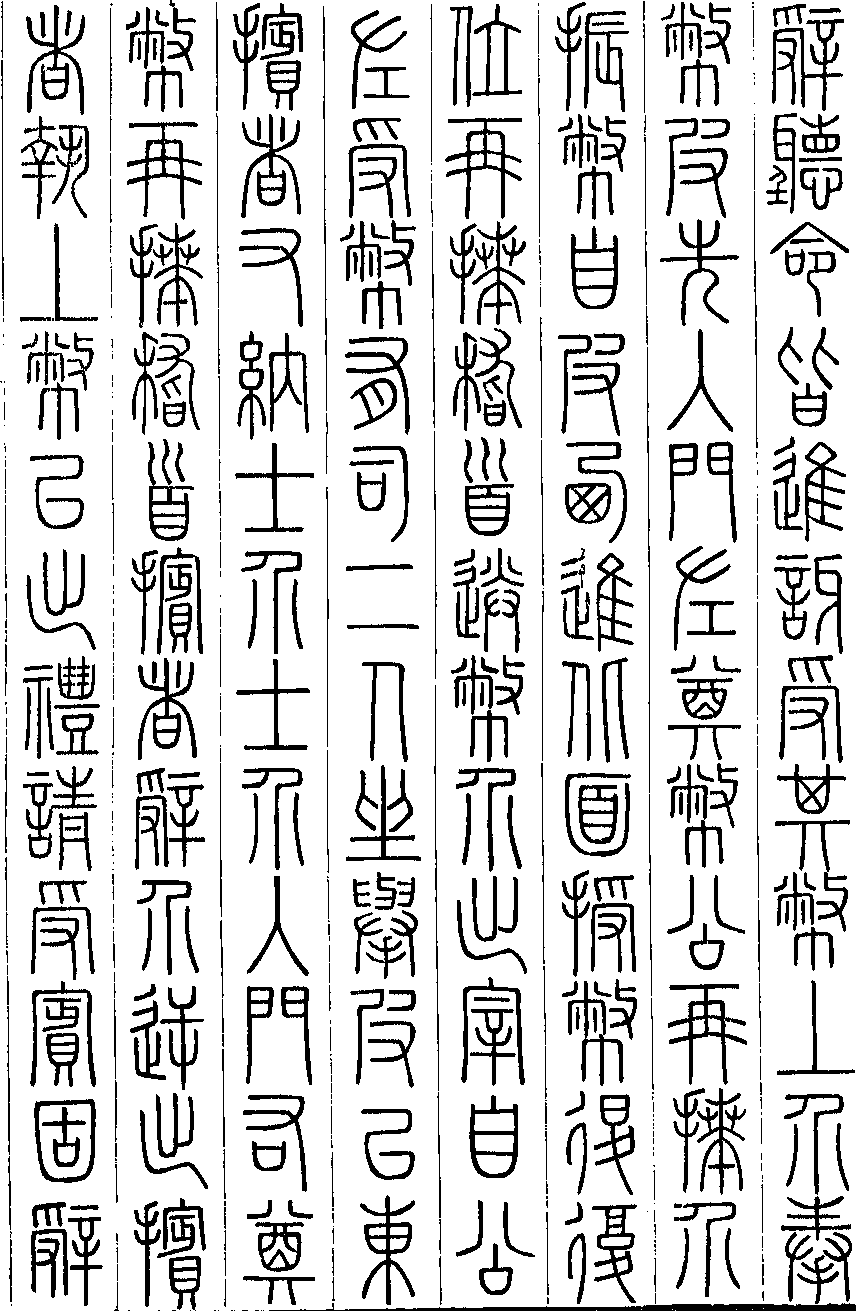 辭聽命皆進訝受其幣上介奉
幣皮先入門左奠幣公再拜介
振幣自皮西進北面授幣退復
位再拜稽首送幣介出宰自公
左受幣有司二人坐舉皮以東
擯者又納士介士介入門右奠
幣再拜稽首擯者辭介逆出擯
者執上幣以出禮請受賓固辭